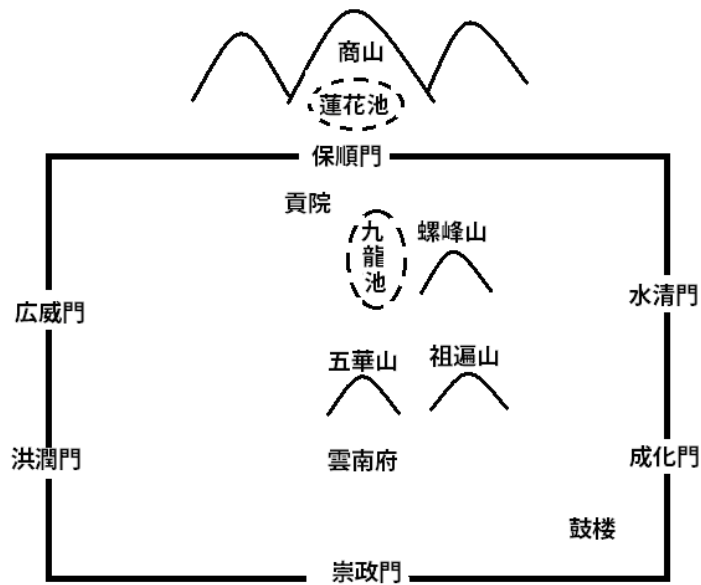 商山
蓮花池
保順門
貢院
九龍池
螺峰山
広威門
水清門
五華山
祖遍山
洪潤門
雲南府
成化門
鼓楼
崇政門